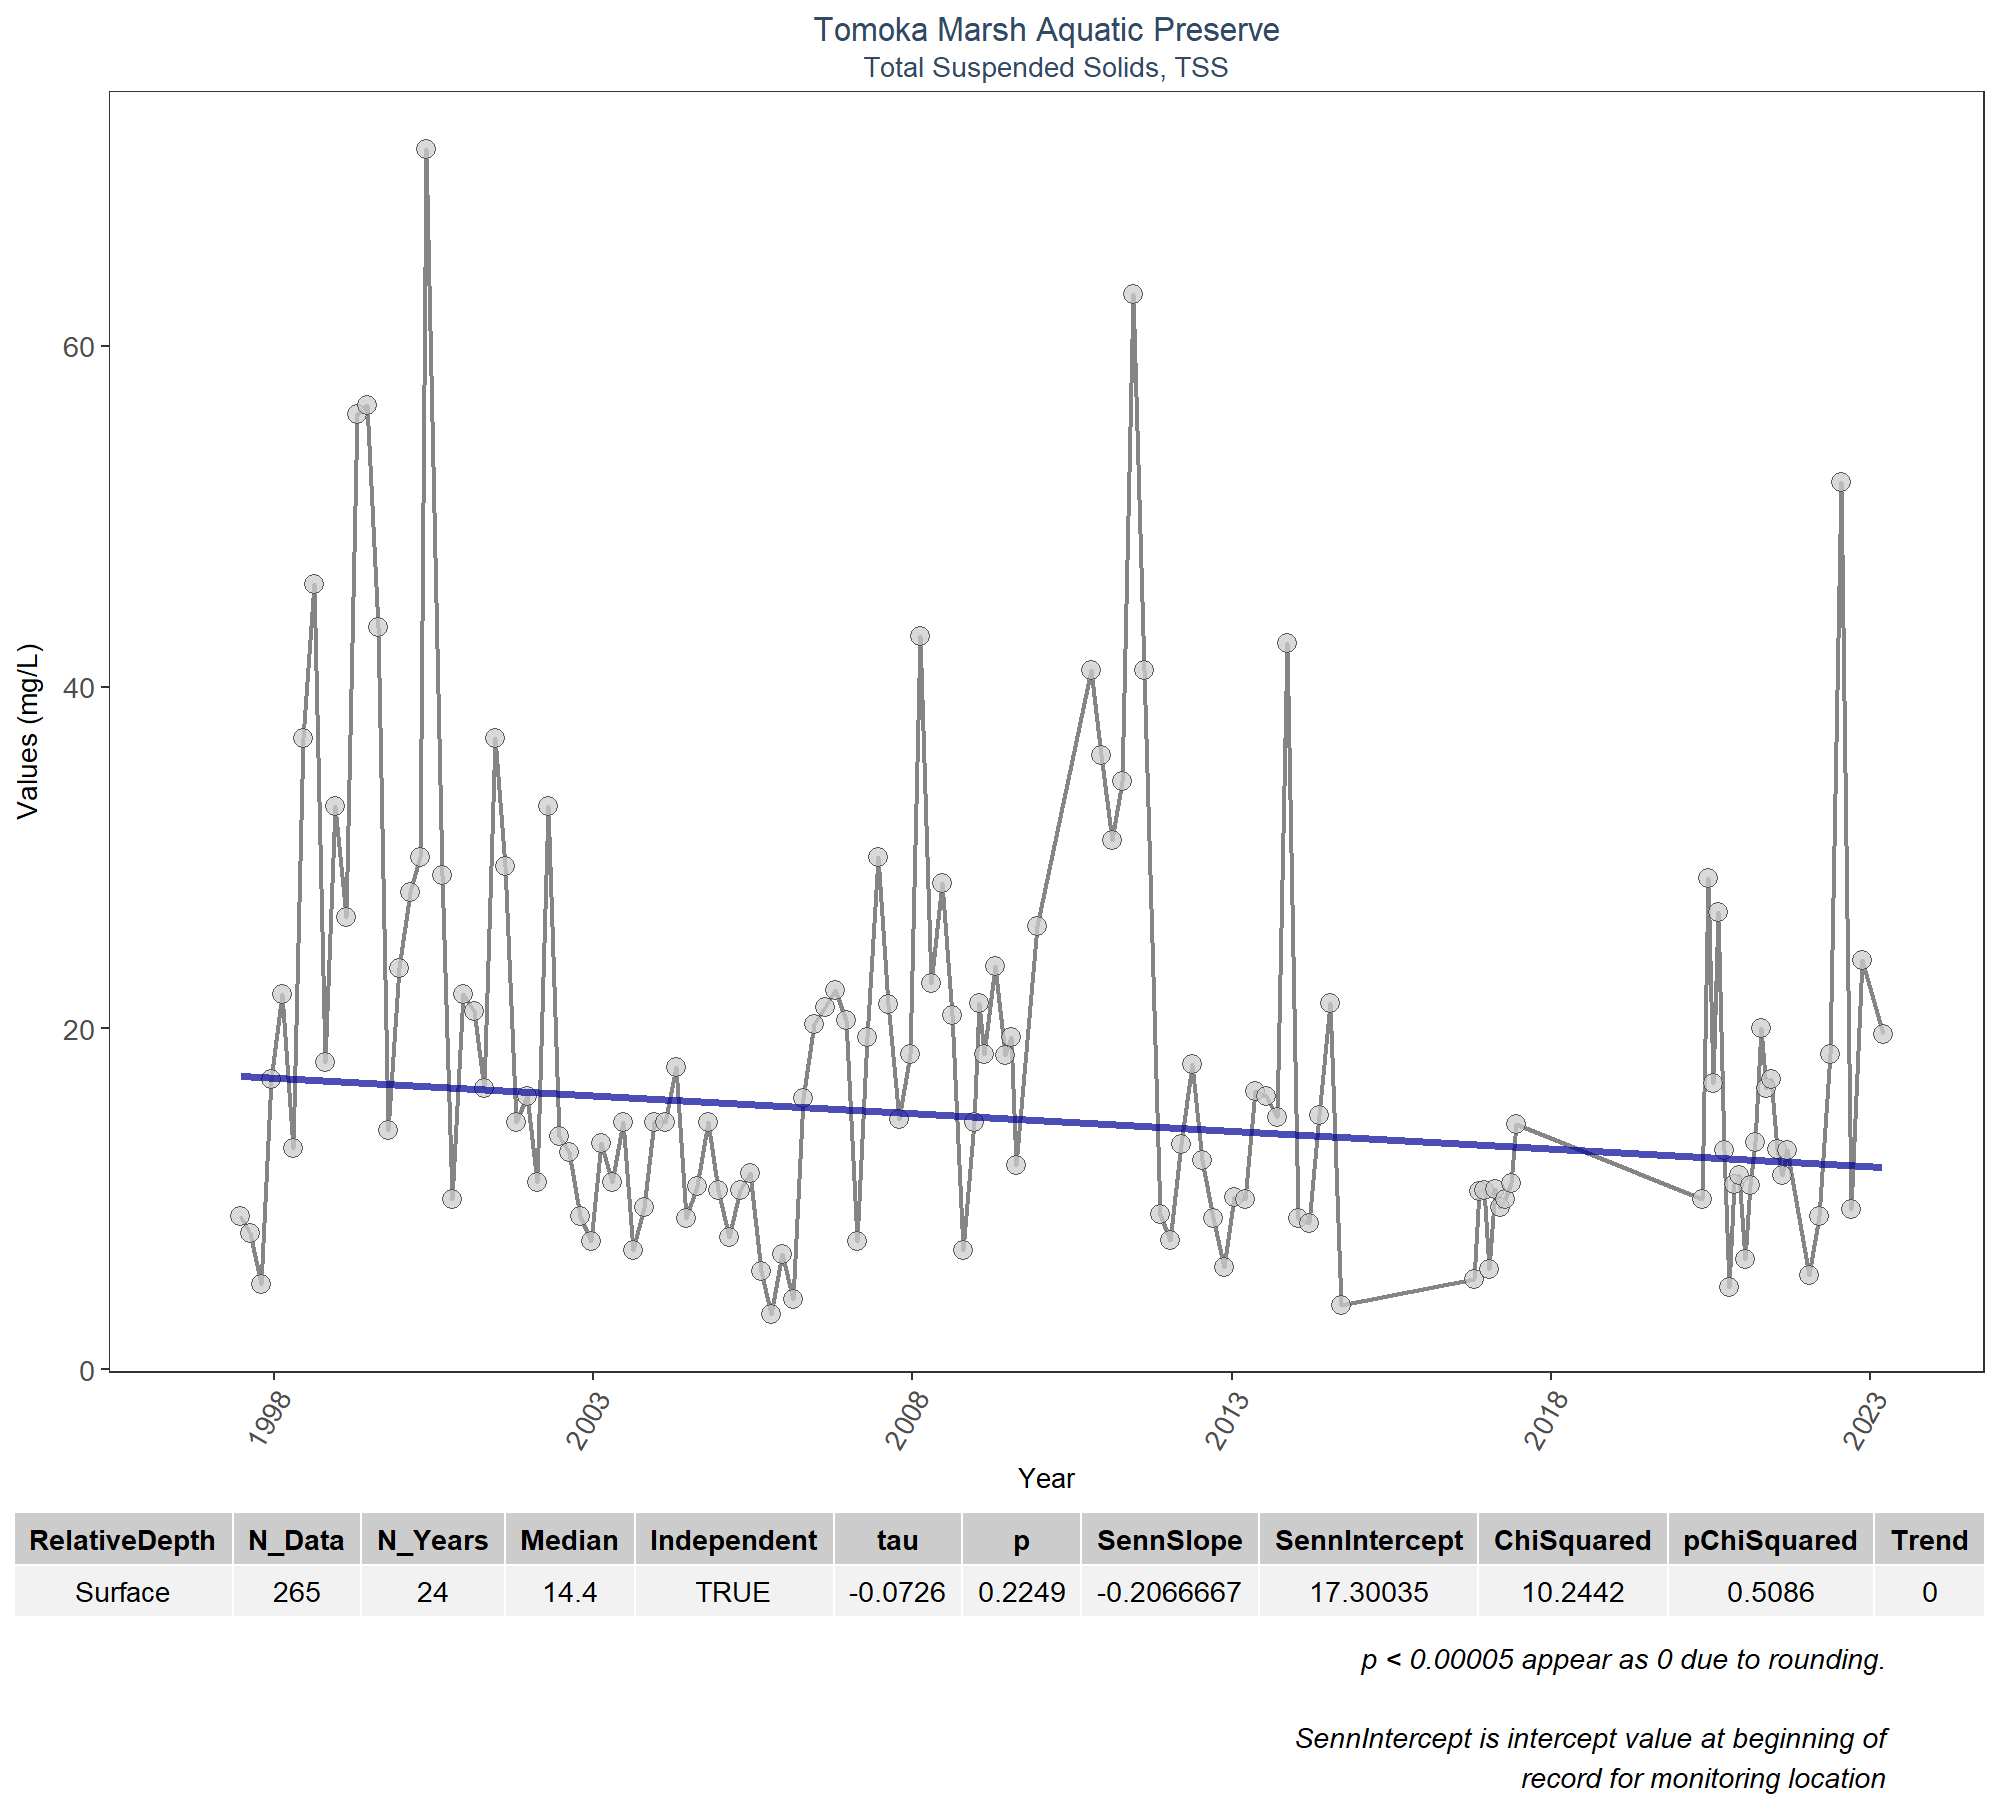 Tomoka Marsh Aquatic Preserve
Total Suspended Solids, TSS
Values (mg/L)
60
40
20
0
1998 2003 2008 2013 2018 2023
Year
RelativeDepth N_Data N_Years Median Independent tau p SennSlope SennIntercept ChiSquared pChiSquared Trend
Surface 265 24 14.4 TRUE -0.0726 0.2249 -0.2066667 17.30035 10.2442 0.5086 0
p < 0.00005 appear as 0 due to rounding.
SennIntercept is intercept value at beginning of
record for monitoring location